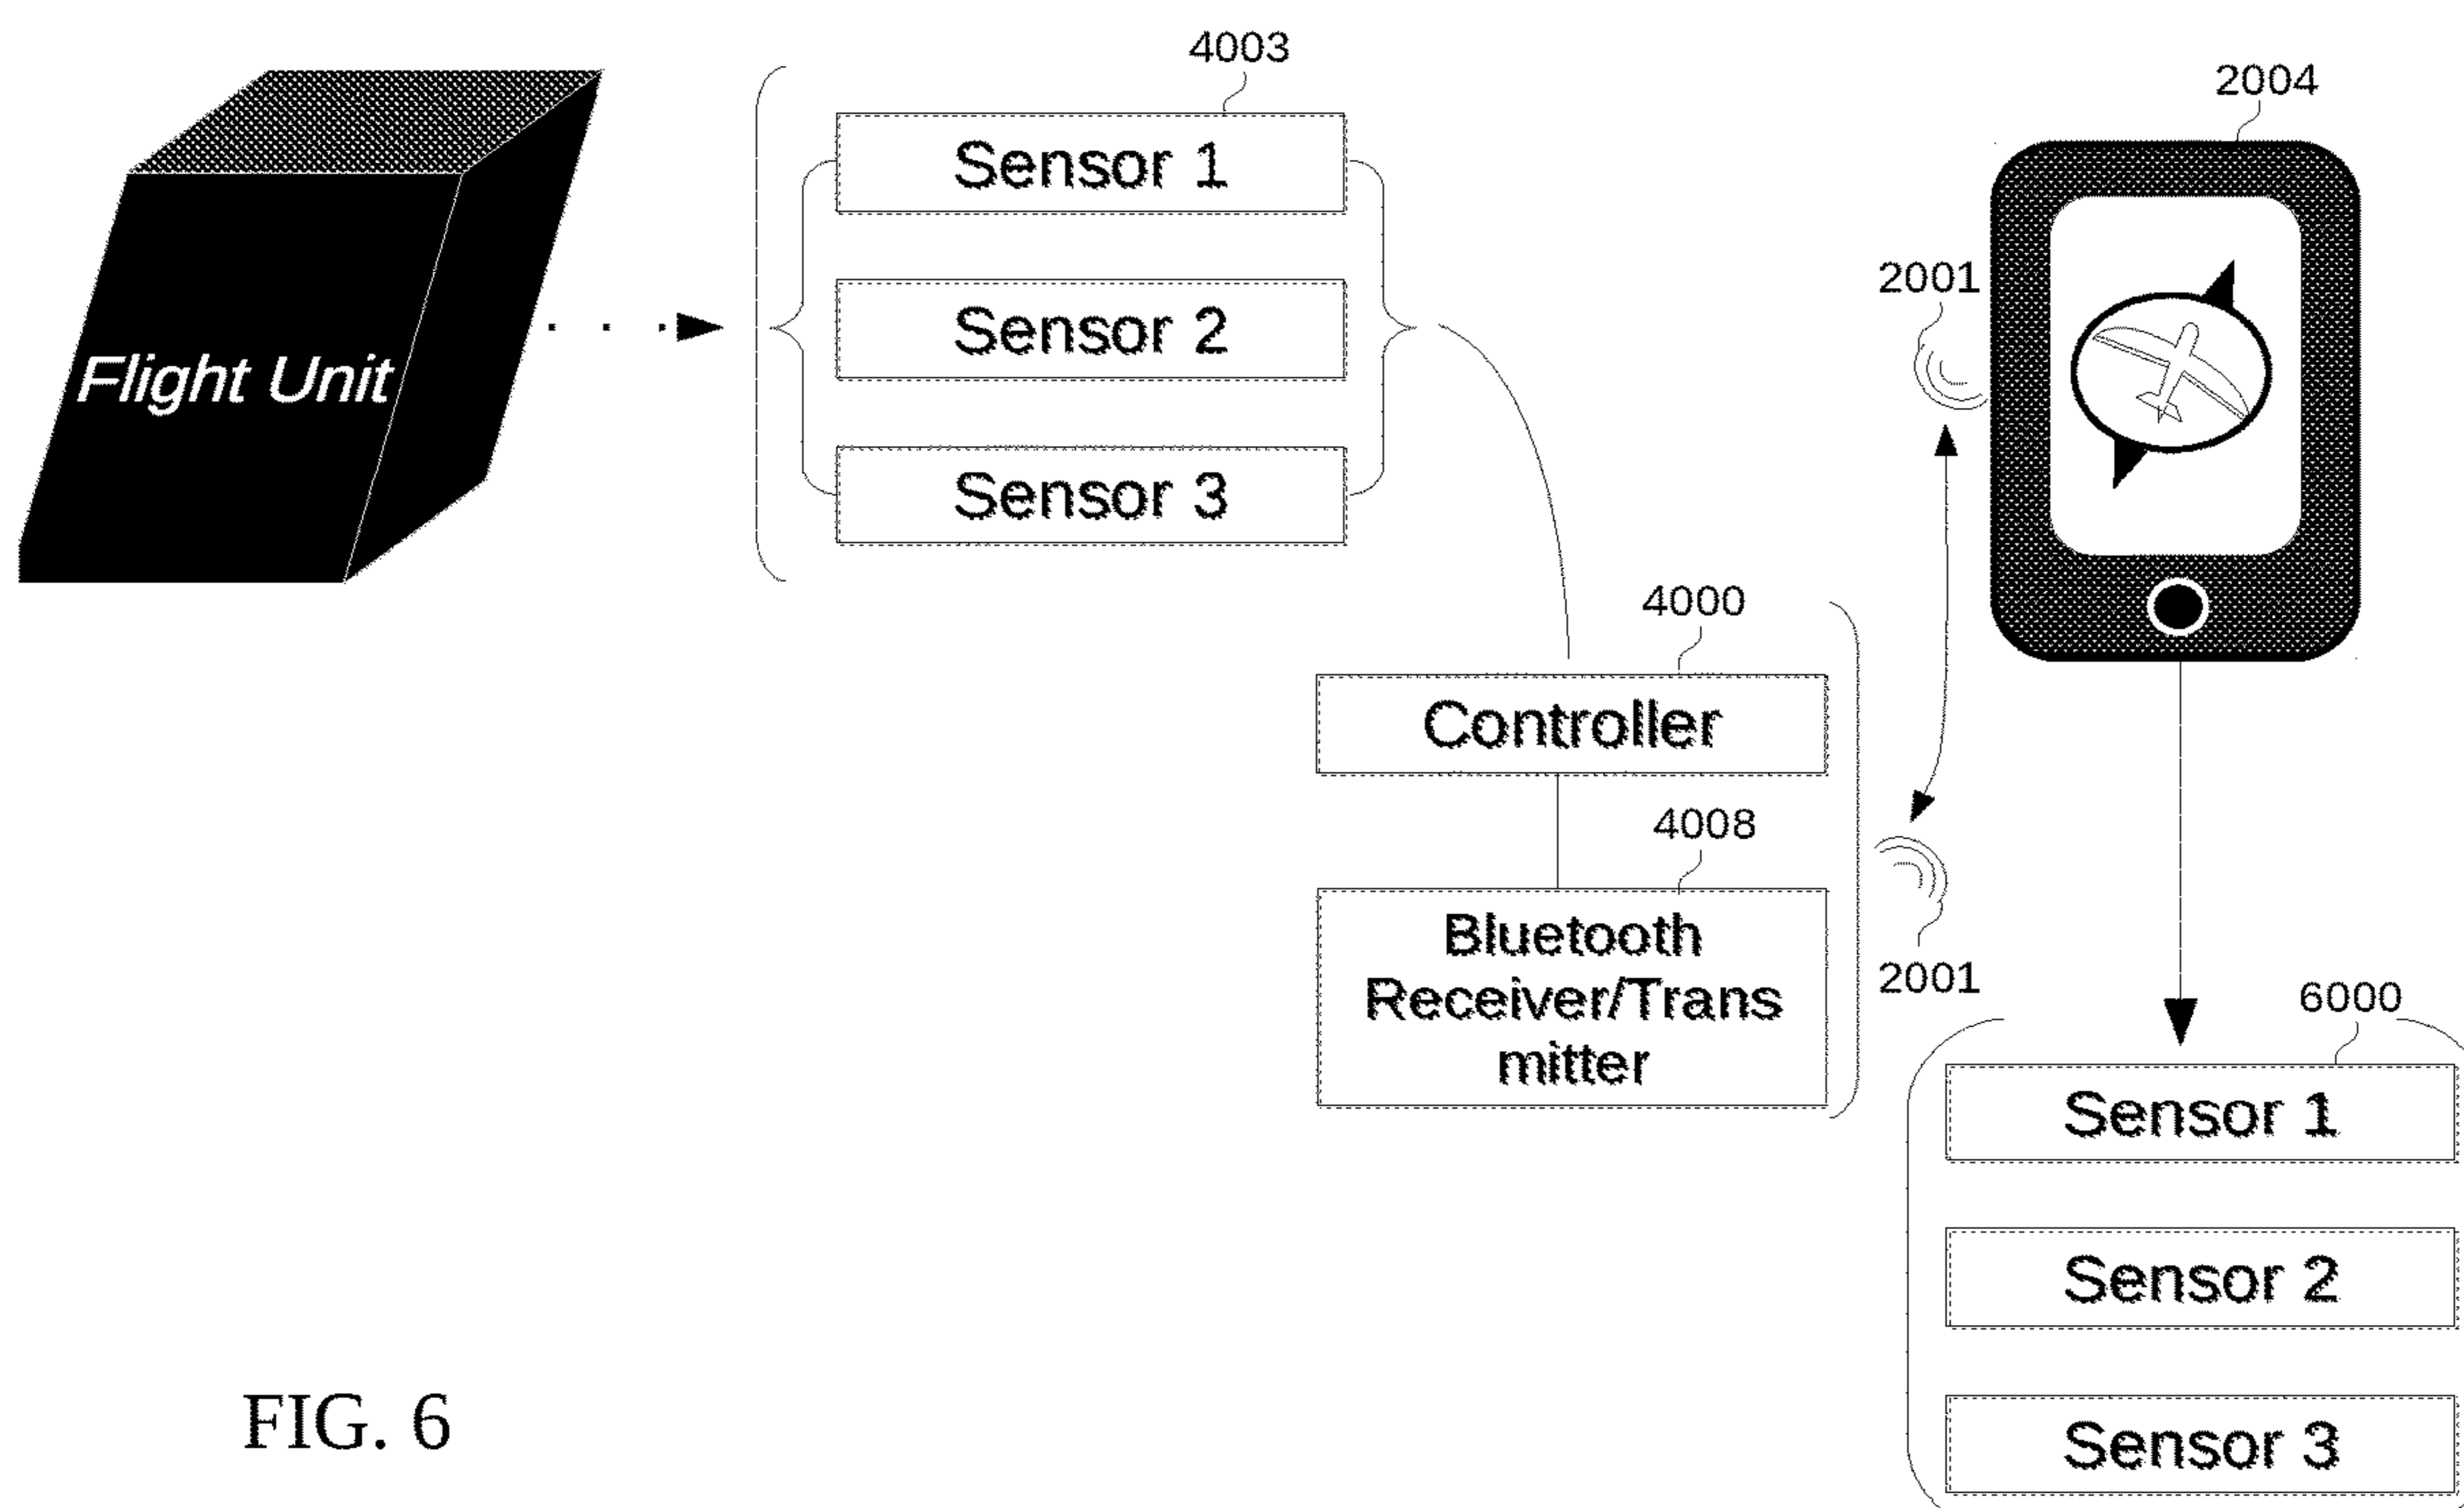 4003
Sensor 1
Sensor 2
Sensor 3
Flight Unit
2004
2001
4000
Controller
4008
Bluetooth
Receiver/Trans
mitter
2001
6000
Sensor 1
Sensor 2
Sensor 3
FIG. 6